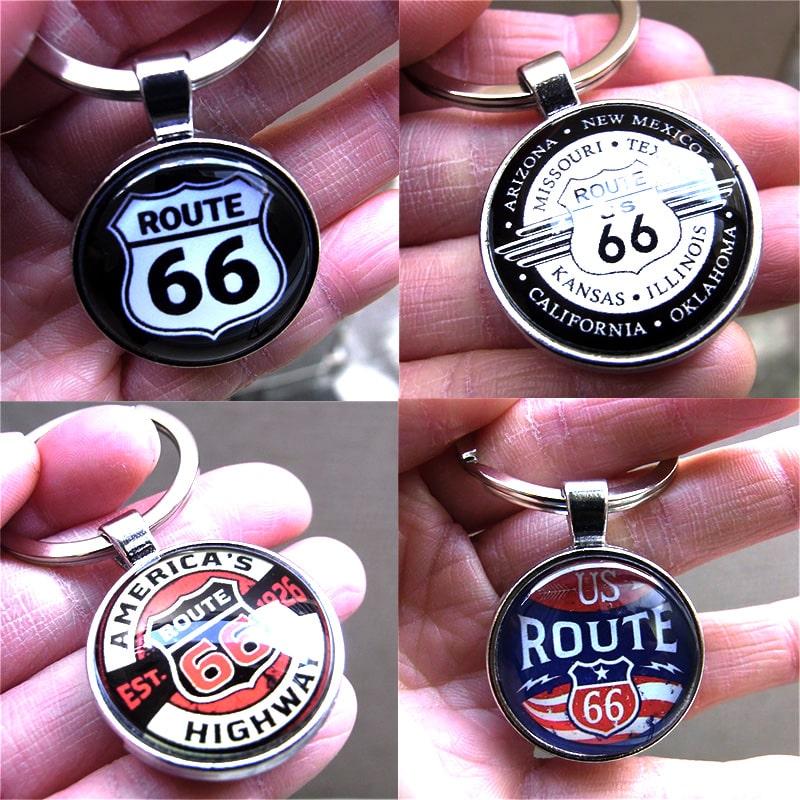 ROUTE
66
ARIZONA • NEW MEXICO •
MISSOURI • TEXAS
ROUTE
US
66
KANSAS • ILLINOIS
• CALIFORNIA • OKLAHOMA •
AMERICA'S
EST. 1926
ROUTE
66
HIGHWAY
US
ROUTE
66